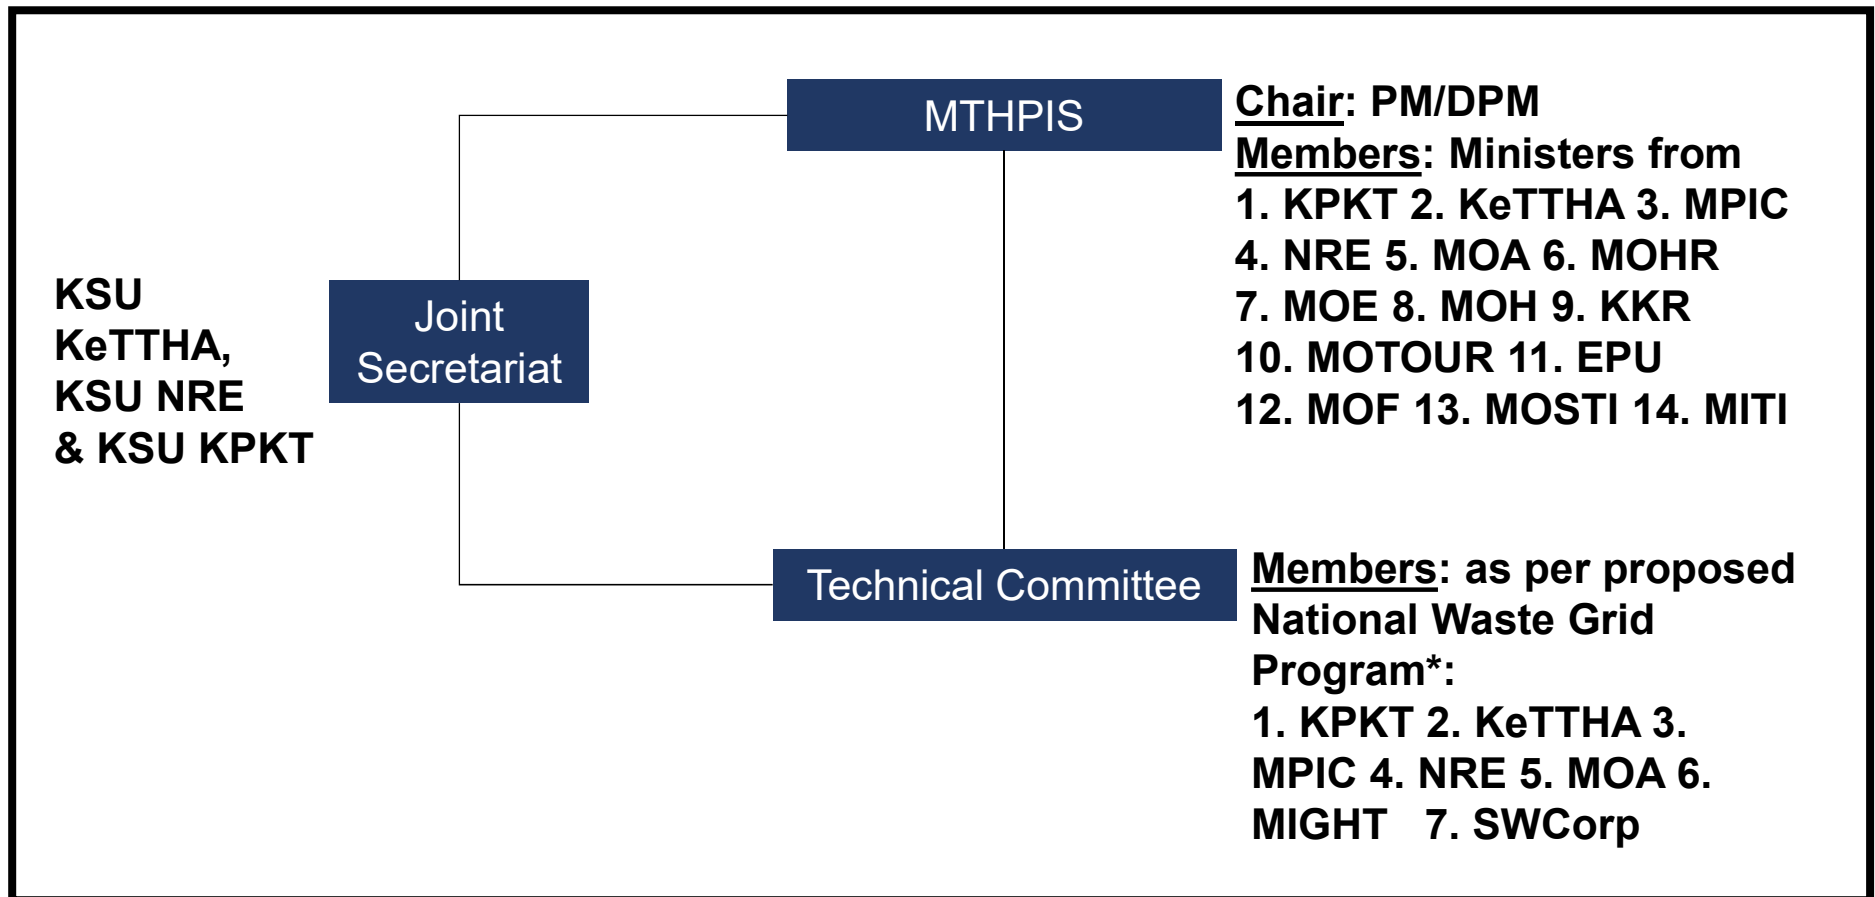 MTHPIS
Chair: PM/DPM
Members: Ministers from
1. KPKT 2. KeTTHA 3. MPIC
4. NRE 5. MOA 6. MOHR
7. MOE 8. MOH 9. KKR
10. MOTOUR 11. EPU
12. MOF 13. MOSTI 14. MITI
KSU
KeTTHA,
KSU NRE
& KSU KPKT
Joint
Secretariat
Technical Committee
Members: as per proposed
National Waste Grid
Program*:
1. KPKT 2. KeTTHA 3.
MPIC 4. NRE 5. MOA 6.
MIGHT 7. SWCorp